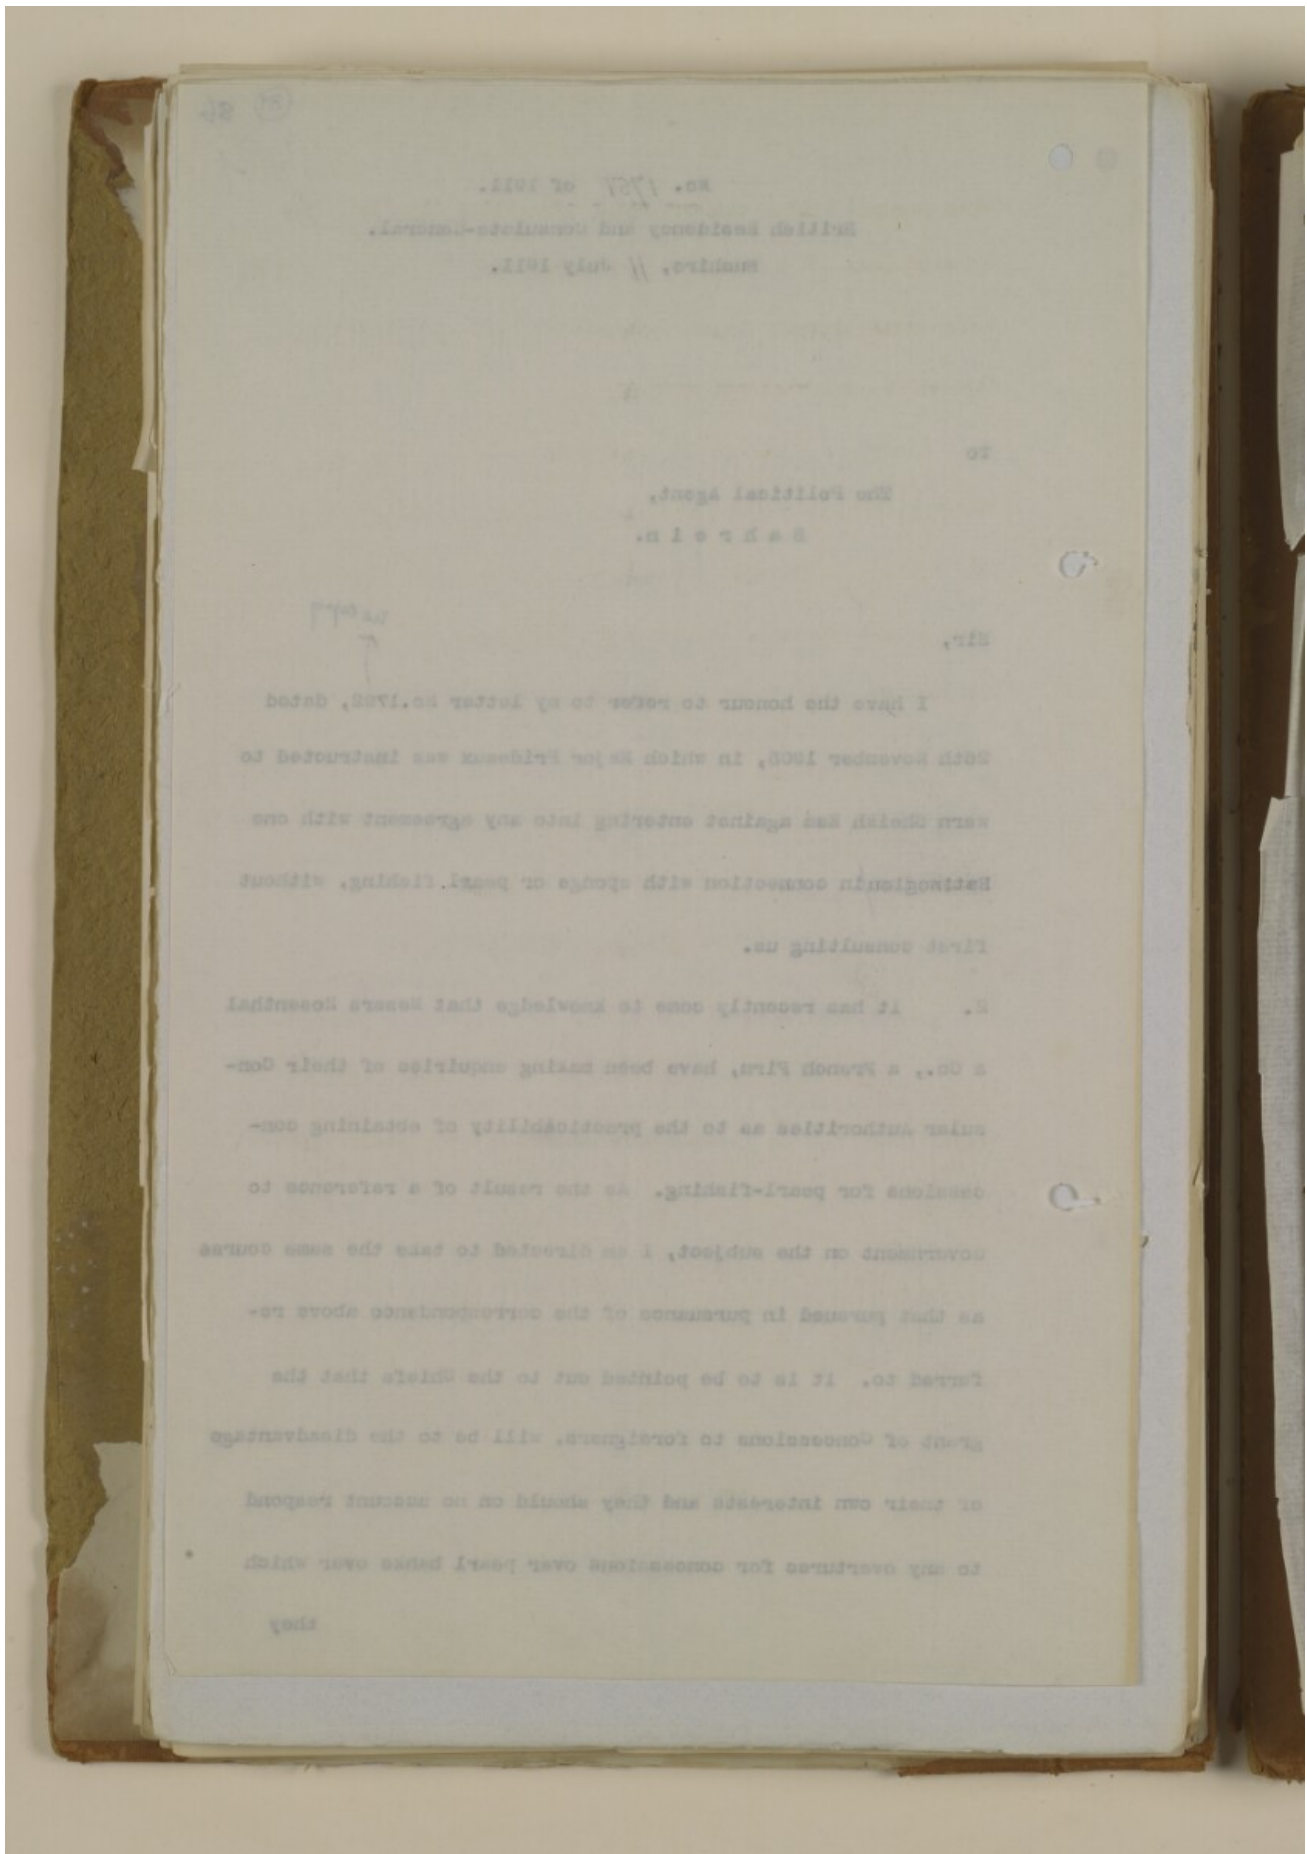 No. 1757 of 1911.
British Residency and Consulate-General.
Bushire, 11 July 1911.
To
The Political Agent,
Bahrein.
Sir,
I have the honour to refer to my letter No.1792, dated
26th November 1905, in which Major Prideaux was instructed to
warn Sheikh Esa against entering into any agreement with one
in connection with sponge or pearl fishing, without
first consulting us.
2. It has recently come to knowledge that Messrs Rosenthal
& Co., a French Firm, have been making enquiries of their Con-
sular Authorities as to the practicability of obtaining con-
cessions for pearl-fishing. As the result of a reference to
Government on the subject, I am directed to take the same course
as that pursued in pursuance of the correspondence above re-
ferred to. It is to be pointed out to the Chiefs that the
grant of Concessions to foreigners, will be to the disadvantage
of their own interests and they should on no account respond
to any overtures for concessions over pearl banks over which
they